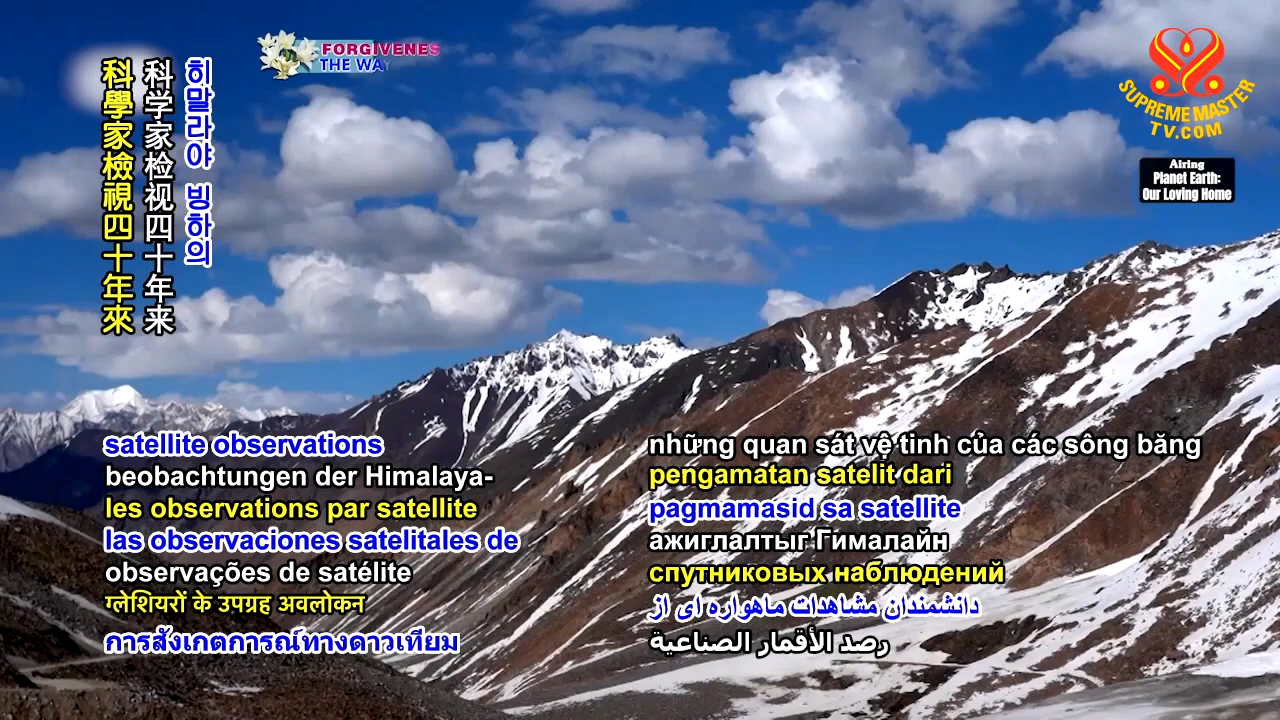 히말라야 빙하의
科学家检视四十年来
科學家檢視四十年來
FORGIVENES
THE WAY
SUPREME MASTER
TV.COM
Airing
Planet Earth:
Our Loving Home
satellite observations
beobachtungen der Himalaya-
les observations par satellite
las observaciones satelitales de
observações de satélite
ग्लेशियरों के उपग्रह अवलोकन
การสังเกตการณ์ทางดาวเทียม
những quan sát vệ tinh của các sông băng
pengamatan satelit dari
pagmamasid sa satellite
ажиглалтыг Гималайн
спутниковых наблюдений
دانشمندان مشاهدات ماهواره ای از
رصد الأقمار الصناعية